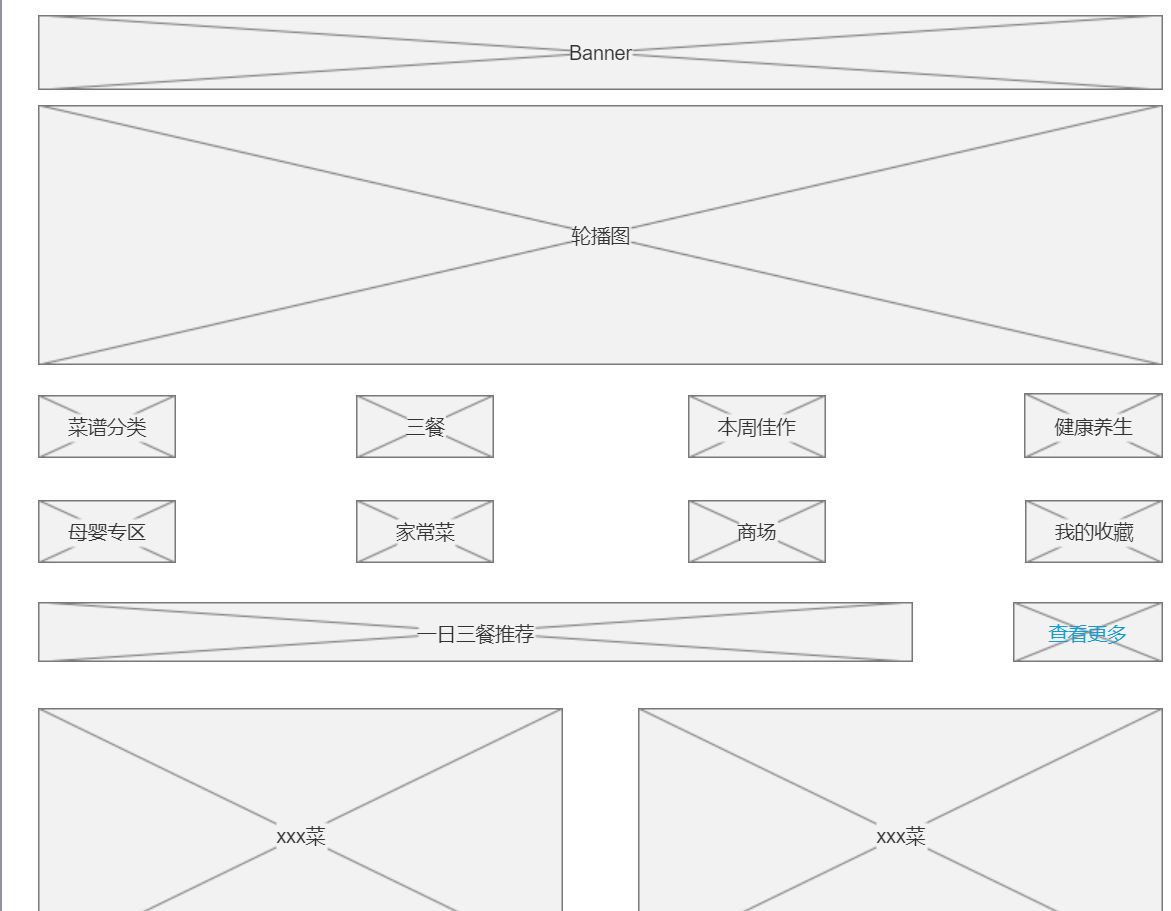 Banner
轮播图
菜谱分类
三餐
本周佳作
健康养生
母婴专区
家常菜
商场
我的收藏
一日三餐推荐
查看更多
xxx菜
xxx菜